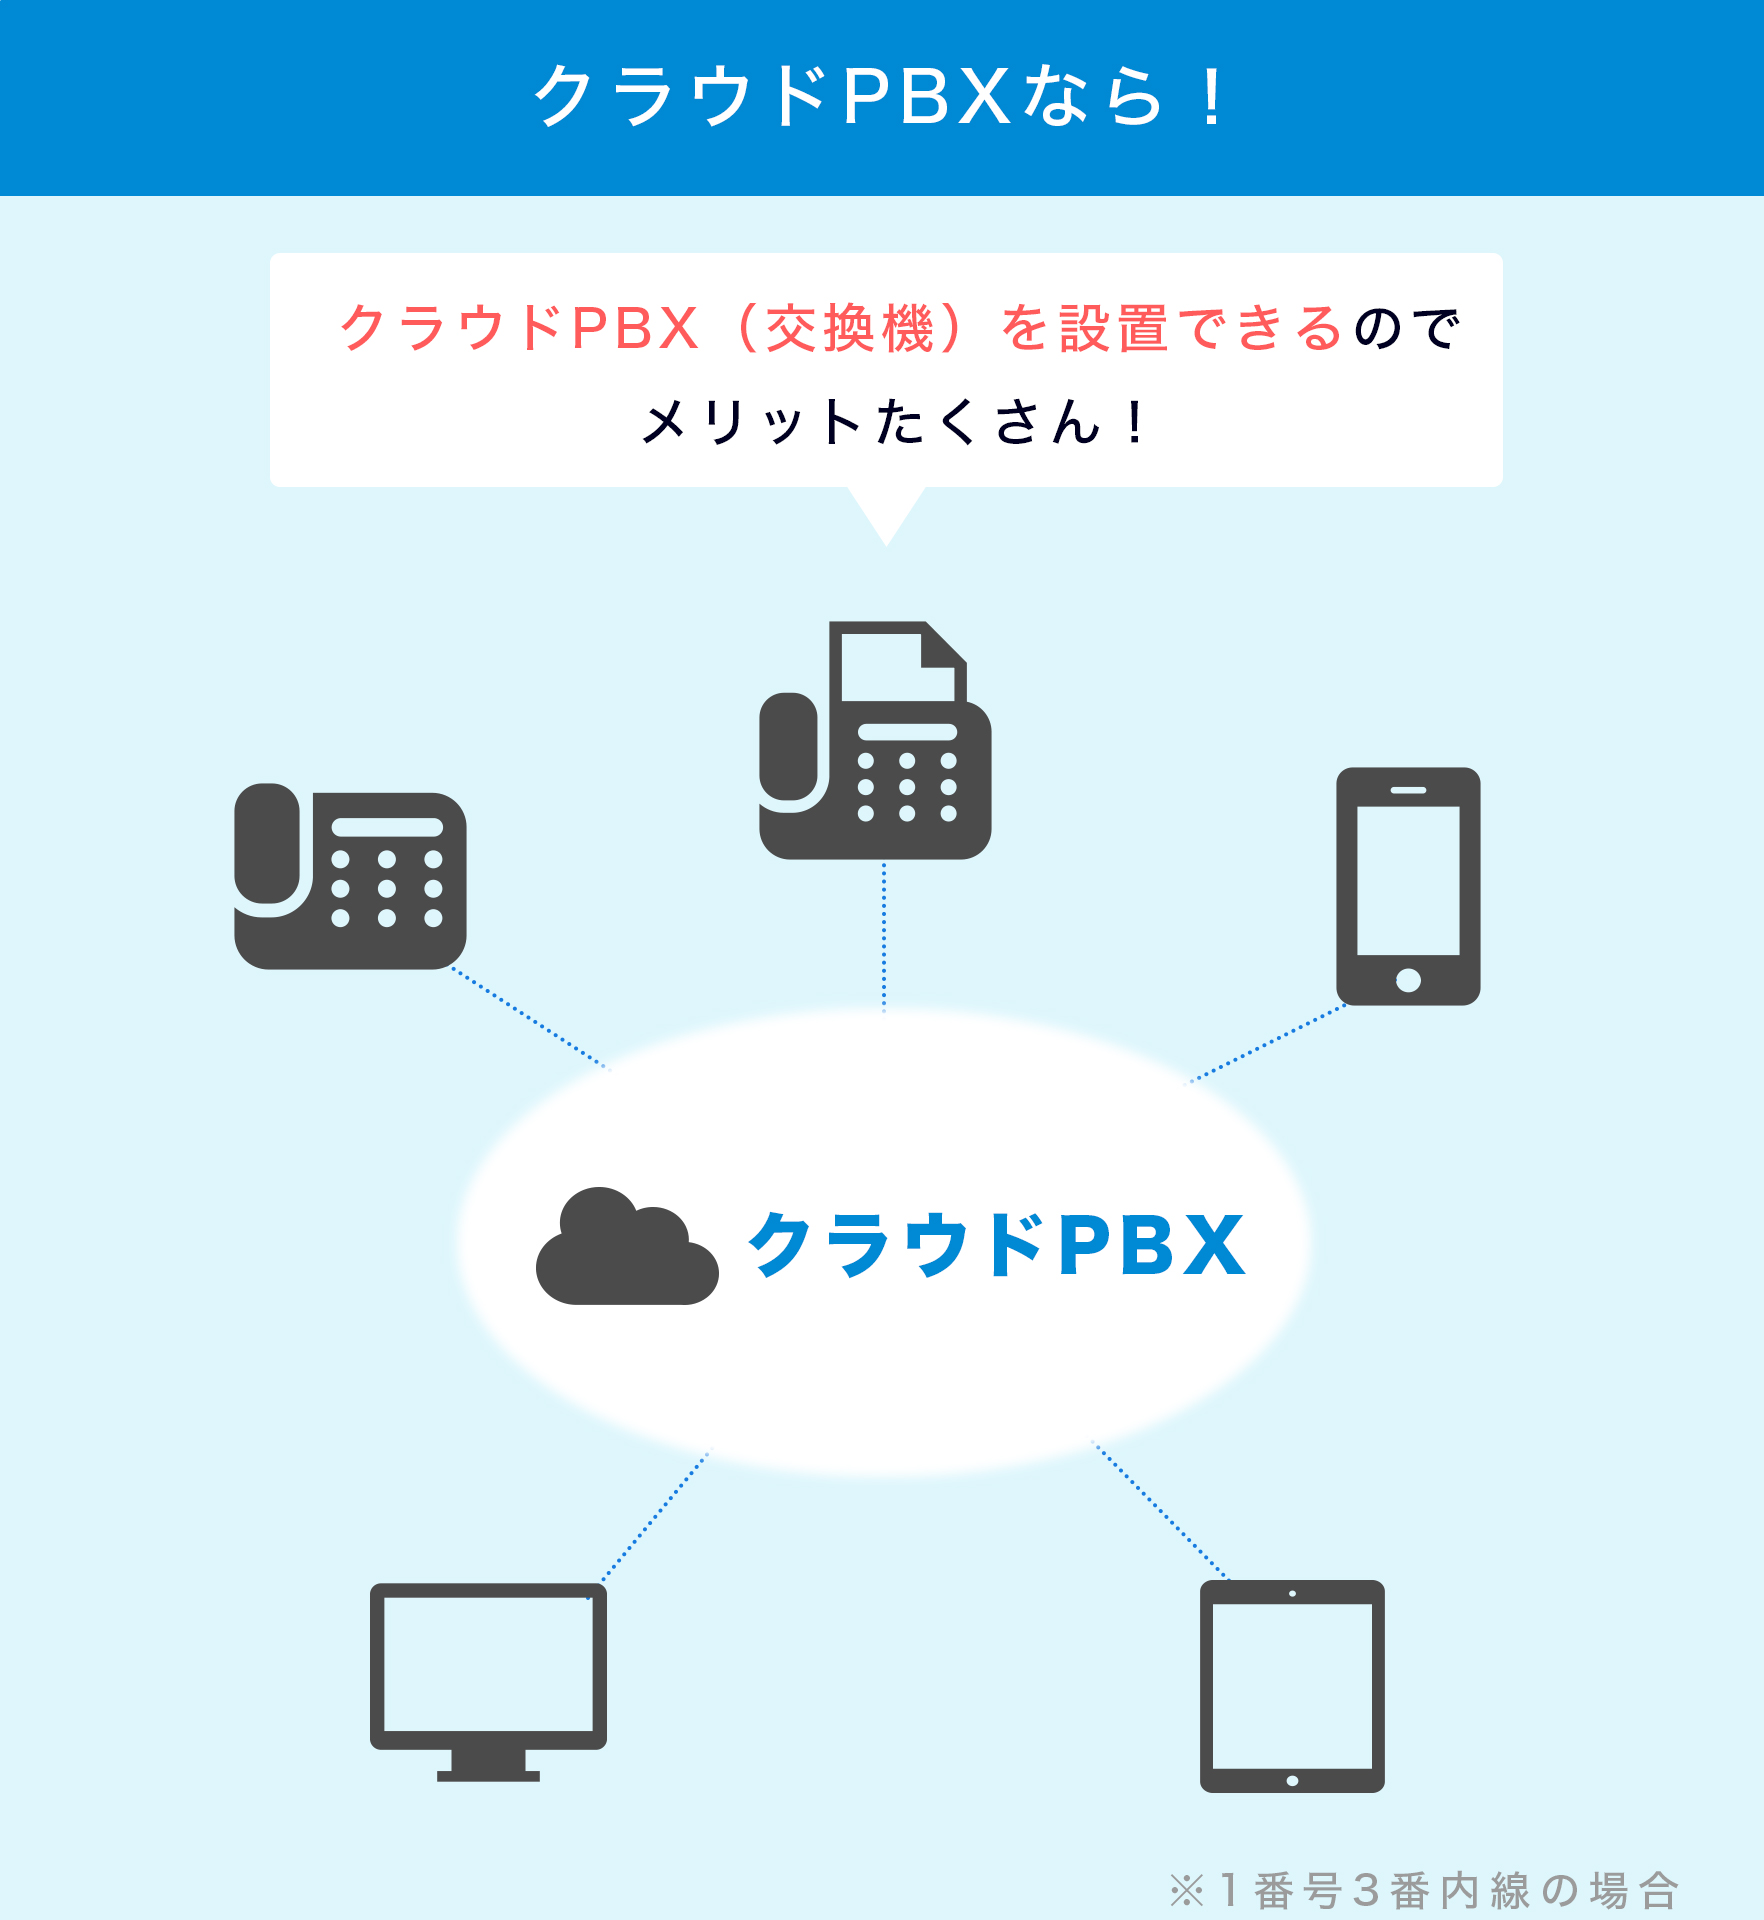 クラウドPBXなら！
クラウドPBX（交換機）を設置できるので
メリットたくさん！
クラウドPBX
※1番号3番内線の場合